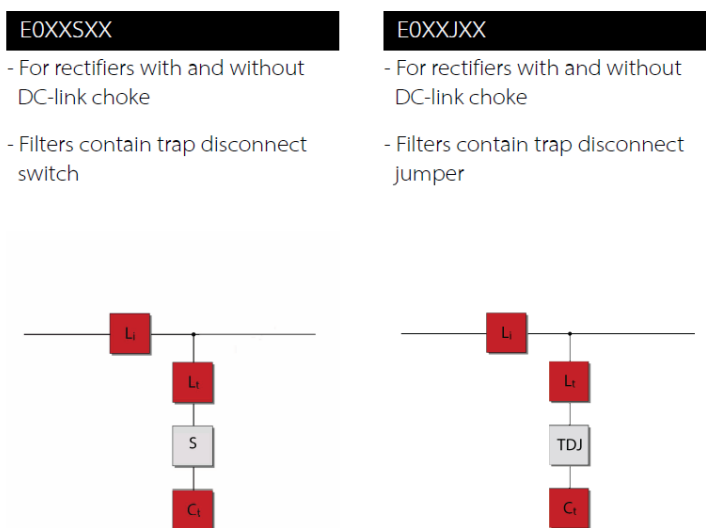 E0XXSXX
- For rectifiers with and without
DC-link choke
- Filters contain trap disconnect
switch
Li
Lt
S
Ct
E0XXJXX
- For rectifiers with and without
DC-link choke
- Filters contain trap disconnect
jumper
Li
Lt
TDJ
Ct